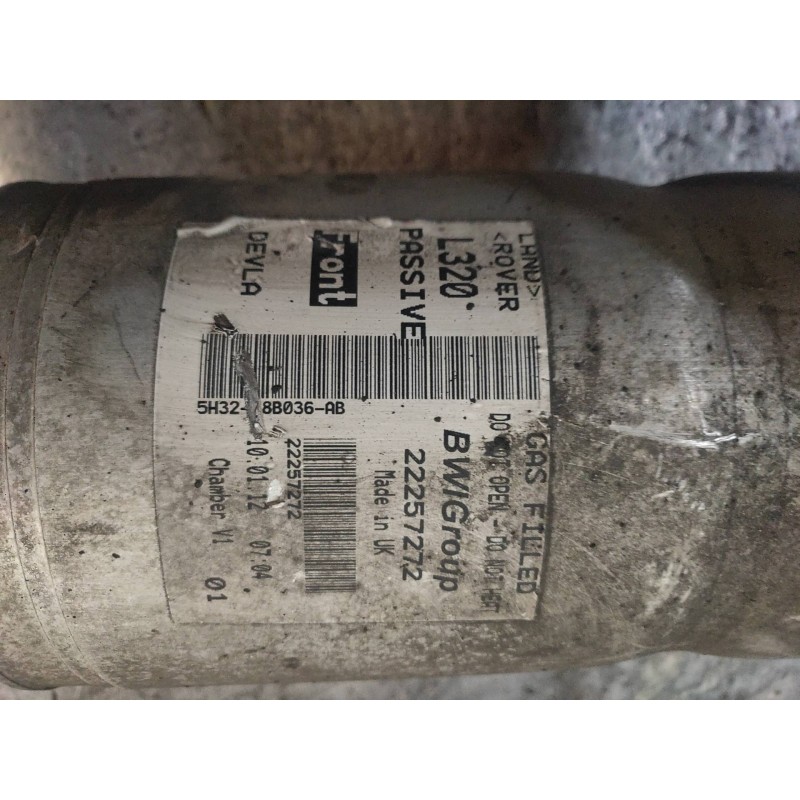 LAND>
<ROVER
L320
PASSIVE
Front
DEVLA
5H32- 8B036-AB
GAS FILLED
DO NOT OPEN - DO NOT HEAT
BWIGroup
22257272
Made in UK
22257272
10.01.12 07:04
Chamber V1 01